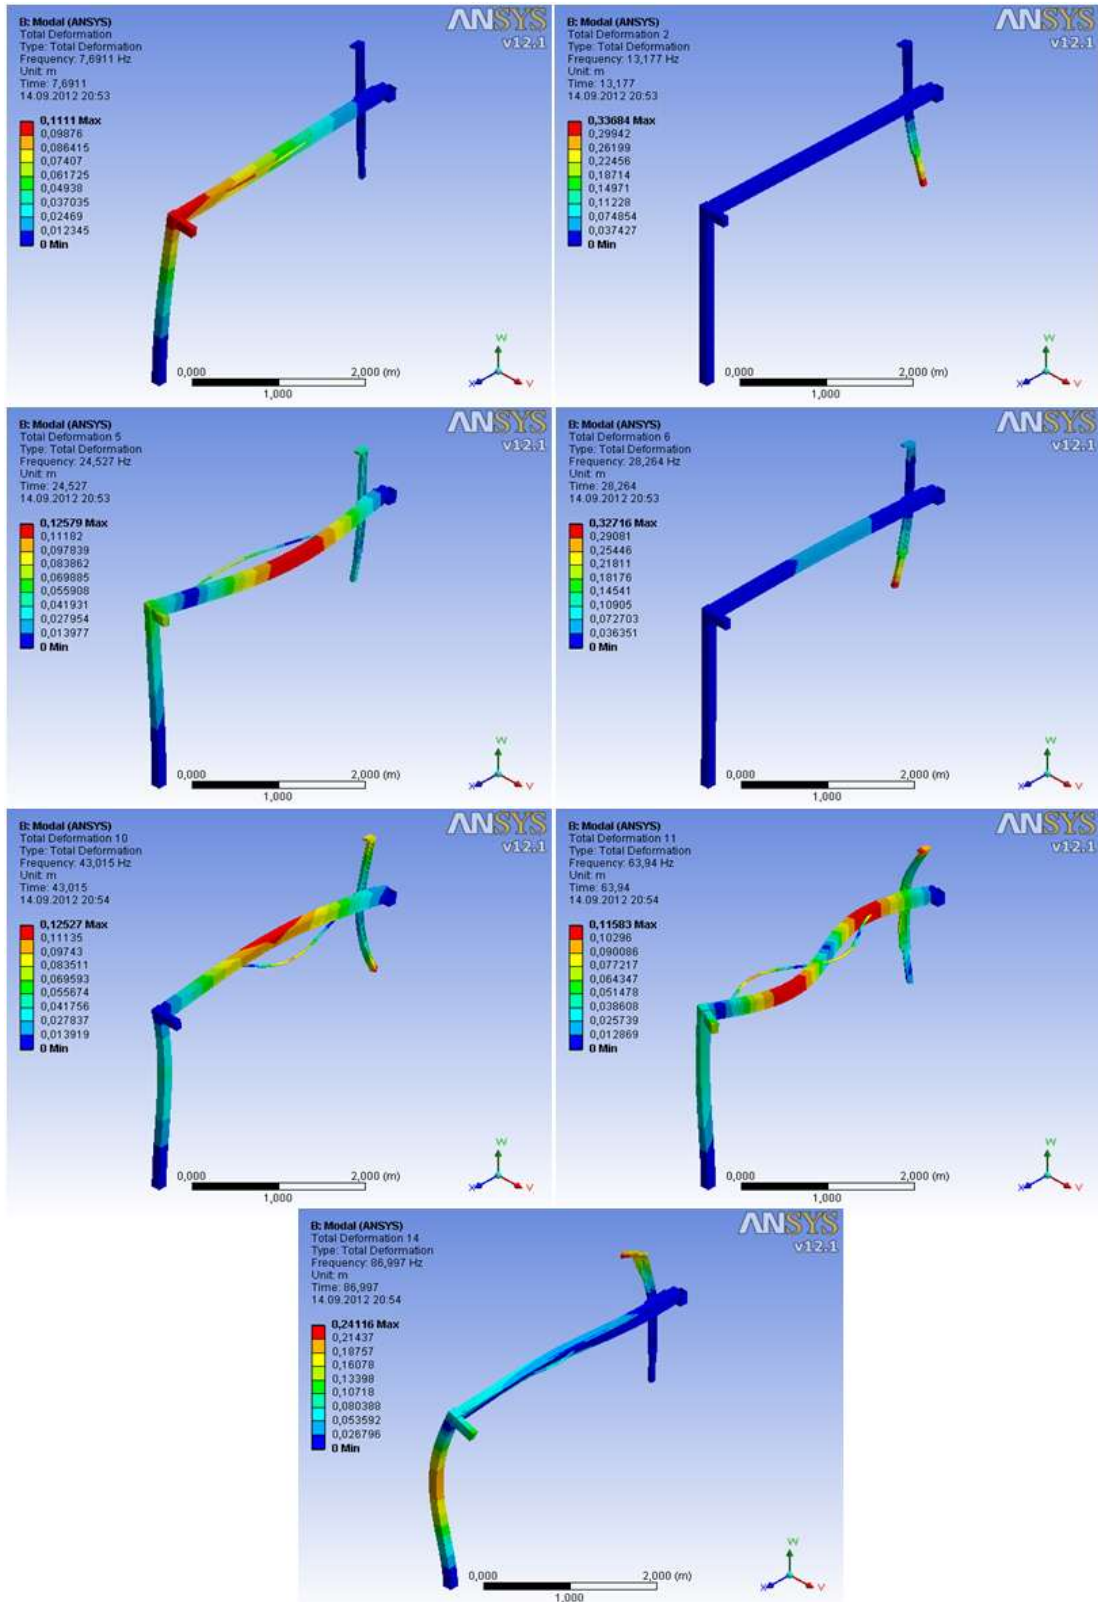 B: Modal (ANSYS)
Total Deformation
Type: Total Deformation
Frequency: 7,6911 Hz
Unit: m
Time: 7,6911
14.09.2012 20:53
ANSYS
v12.1
0,1111 Max
0,09876
0,086415
0,07407
0,061725
0,04938
0,037035
0,02469
0,012345
0 Min
0,000
2,000 (m)
1,000
W
X
V
B: Modal (ANSYS)
Total Deformation 2
Type: Total Deformation
Frequency: 13,177 Hz
Unit: m
Time: 13,177
14.09.2012 20:53
ANSYS
v12.1
0,33684 Max
0,29942
0,26199
0,22456
0,18714
0,14971
0,11228
0,074854
0,037427
0 Min
0,000
2,000 (m)
1,000
W
X
V
B: Modal (ANSYS)
Total Deformation 5
Type: Total Deformation
Frequency: 24,527 Hz
Unit: m
Time: 24,527
14.09.2012 20:53
ANSYS
v12.1
0,12579 Max
0,11182
0,097839
0,083862
0,069885
0,055908
0,041931
0,027954
0,013977
0 Min
0,000
2,000 (m)
1,000
W
X
V
B: Modal (ANSYS)
Total Deformation 6
Type: Total Deformation
Frequency: 28,264 Hz
Unit: m
Time: 28,264
14.09.2012 20:53
ANSYS
v12.1
0,32716 Max
0,29081
0,25446
0,21811
0,18176
0,14541
0,10905
0,072703
0,036351
0 Min
0,000
2,000 (m)
1,000
W
X
V
B: Modal (ANSYS)
Total Deformation 10
Type: Total Deformation
Frequency: 43,015 Hz
Unit: m
Time: 43,015
14.09.2012 20:54
ANSYS
v12.1
0,12527 Max
0,11135
0,09743
0,083511
0,069593
0,055674
0,041756
0,027837
0,013919
0 Min
0,000
2,000 (m)
1,000
W
X
V
B: Modal (ANSYS)
Total Deformation 11
Type: Total Deformation
Frequency: 63,94 Hz
Unit: m
Time: 63,94
14.09.2012 20:54
ANSYS
v12.1
0,11583 Max
0,10296
0,090086
0,077217
0,064347
0,051478
0,038608
0,025739
0,012869
0 Min
0,000
2,000 (m)
1,000
W
X
V
B: Modal (ANSYS)
Total Deformation 14
Type: Total Deformation
Frequency: 86,997 Hz
Unit: m
Time: 86,997
14.09.2012 20:54
ANSYS
v12.1
0,24116 Max
0,21437
0,18757
0,16078
0,13398
0,10718
0,080388
0,053592
0,026796
0 Min
0,000
2,000 (m)
1,000
W
X
V